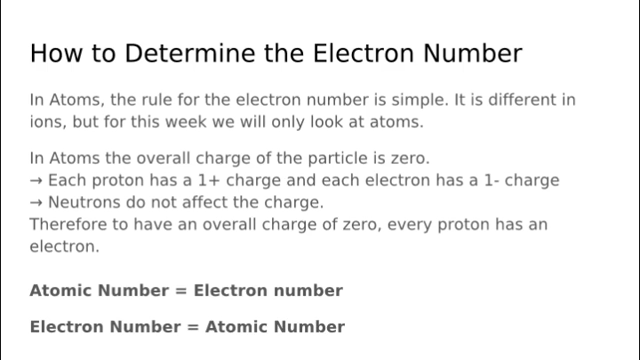 How to Determine the Electron Number
In Atoms, the rule for the electron number is simple. It is different in
ions, but for this week we will only look at atoms.
In Atoms the overall charge of the particle is zero.
→ Each proton has a 1+ charge and each electron has a 1- charge
→ Neutrons do not affect the charge.
Therefore to have an overall charge of zero, every proton has an
electron.
Atomic Number = Electron number
Electron Number = Atomic Number